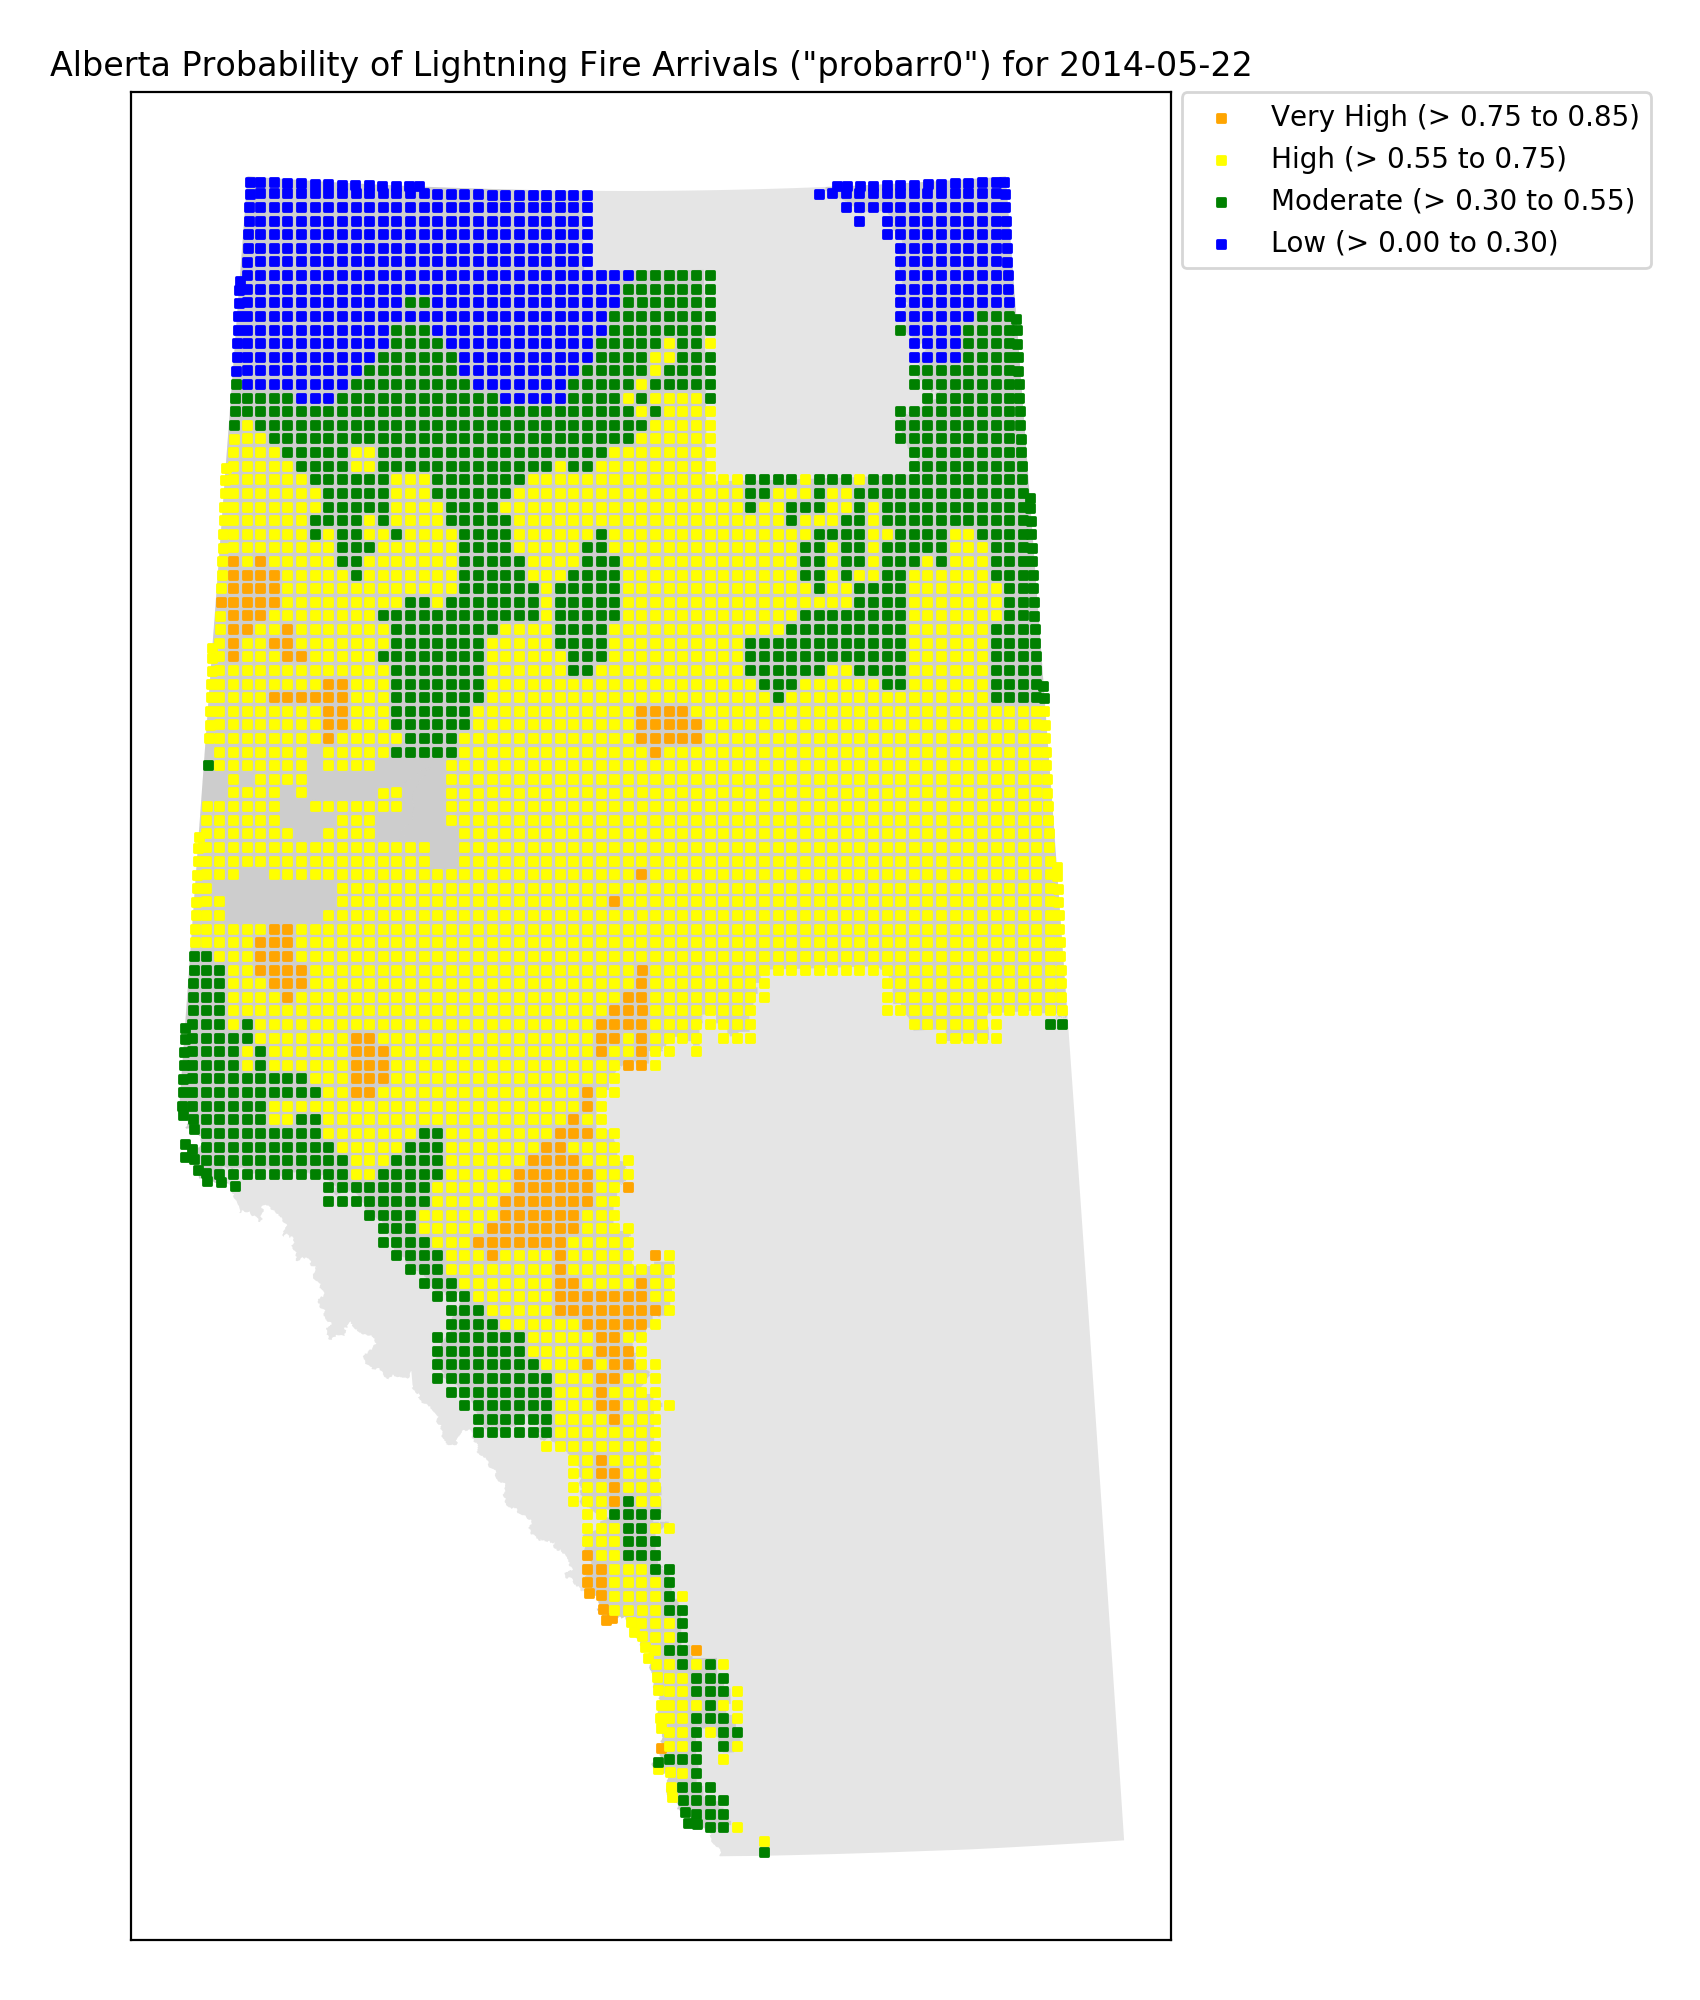 Alberta Probability of Lightning Fire Arrivals ("probarr0") for 2014-05-22
Very High (> 0.75 to 0.85)
High (> 0.55 to 0.75)
Moderate (> 0.30 to 0.55)
Low (> 0.00 to 0.30)